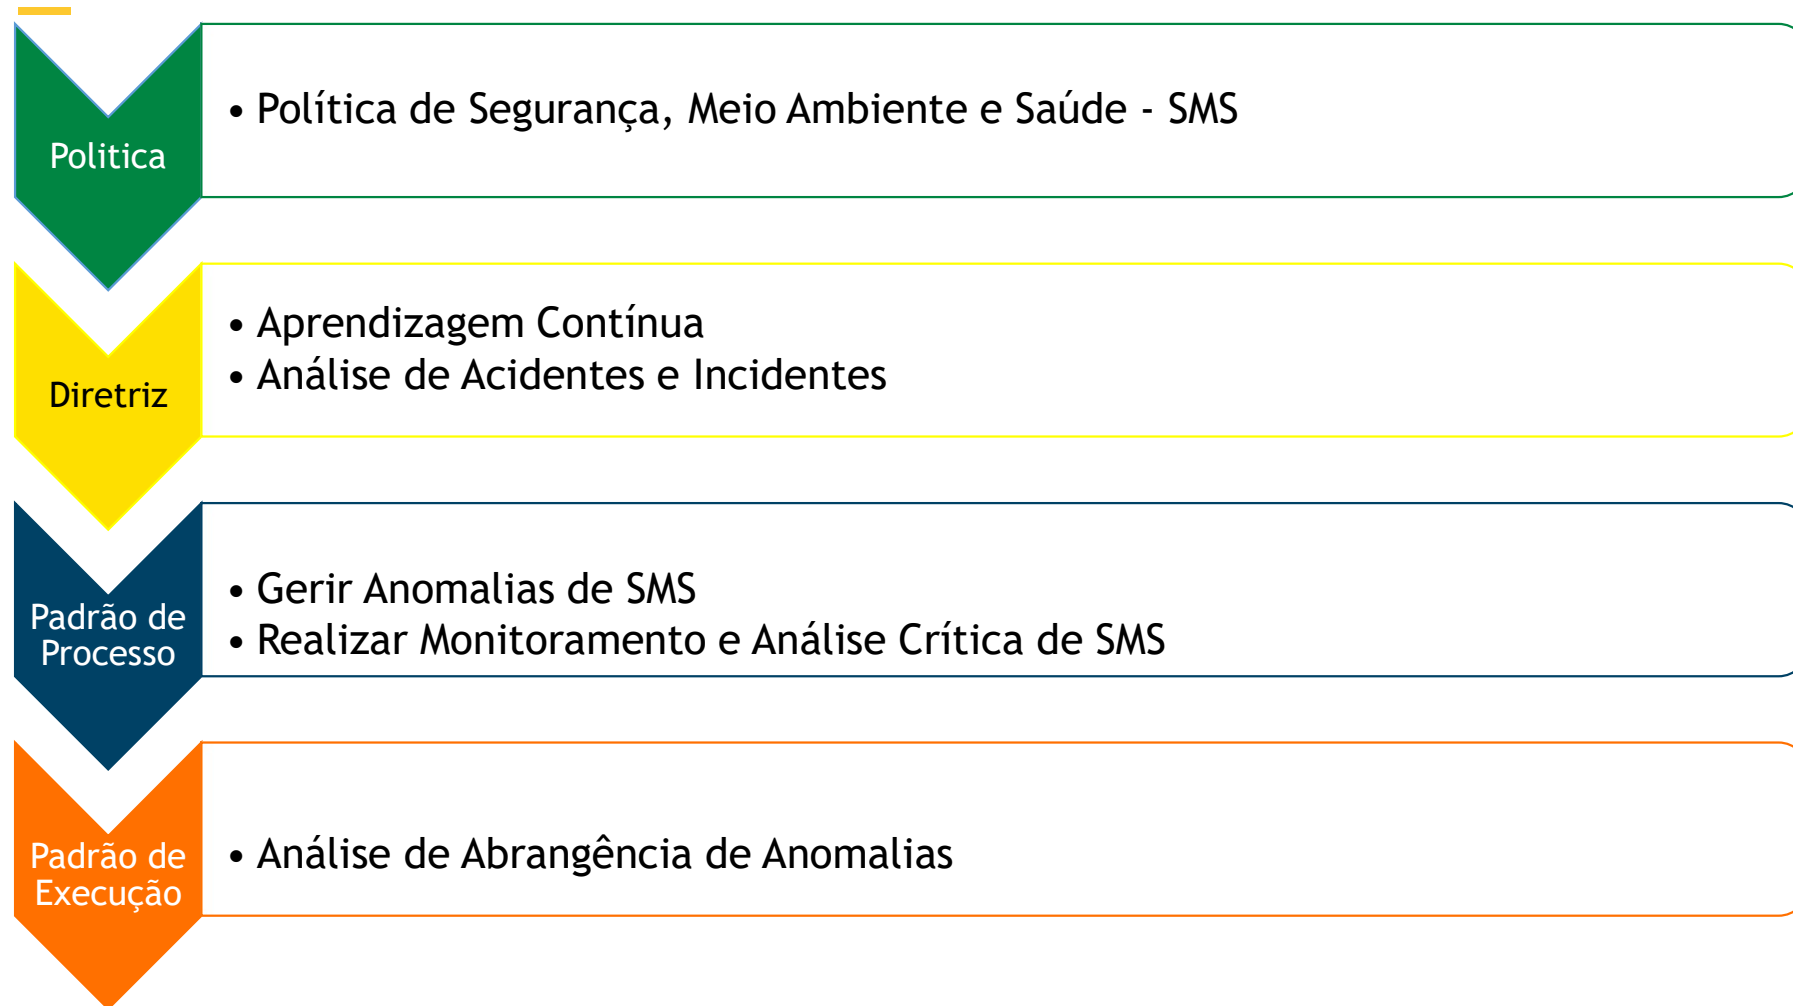 Politica
• Política de Segurança, Meio Ambiente e Saúde - SMS
Diretriz
• Aprendizagem Contínua
• Análise de Acidentes e Incidentes
Padrão de
Processo
• Gerir Anomalias de SMS
• Realizar Monitoramento e Análise Crítica de SMS
Padrão de
Execução
• Análise de Abrangência de Anomalias